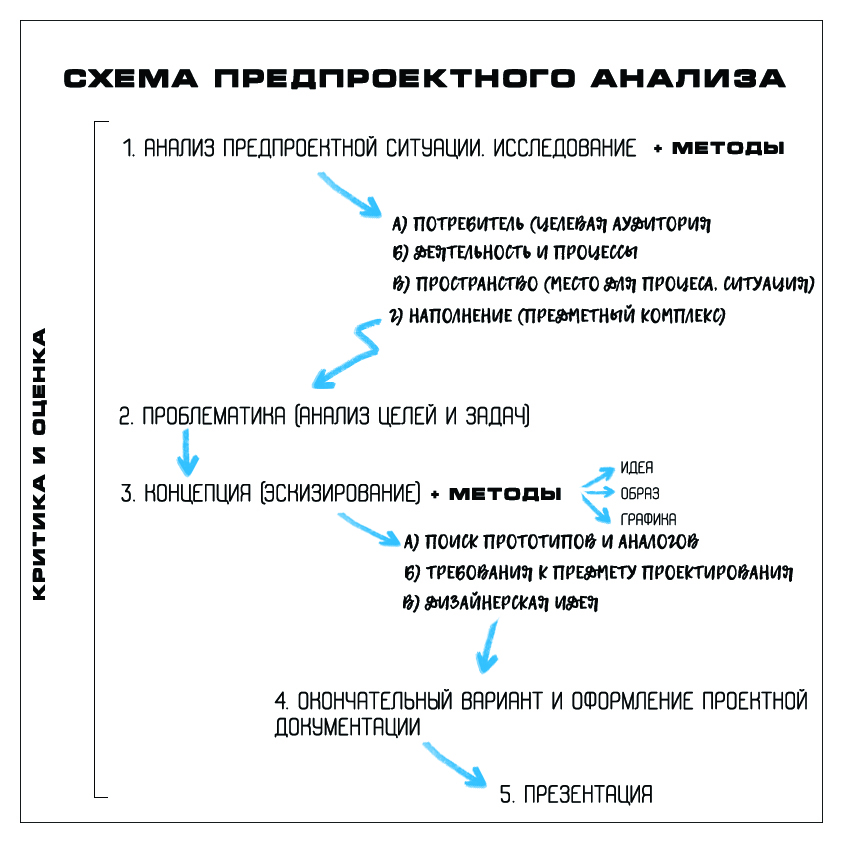 СХЕМА ПРЕДПРОЕКТНОГО АНАЛИЗА
1. АНАЛИЗ ПРЕДПРОЕКТНОЙ СИТУАЦИИ. ИССЛЕДОВАНИЕ + МЕТОДЫ
А) ПОТРЕБИТЕЛЬ (ЦЕЛЕВАЯ АУДИТОРИЯ
Б) ДЕЯТЕЛЬНОСТЬ И ПРОЦЕССЫ
В) ПРОСТРАНСТВО (МЕСТО ДЛЯ ПРОЦЕСА, СИТУАЦИЯ)
Г) НАПОЛНЕНИЕ (ПРЕДМЕТНЫЙ КОМПЛЕКС)
КРИТИКА И ОЦЕНКА
2. ПРОБЛЕМАТИКА (АНАЛИЗ ЦЕЛЕЙ И ЗАДАЧ)
3. КОНЦЕПЦИЯ (ЭСКИЗИРОВАНИЕ) + МЕТОДЫ
ИДЕЯ
ОБРАЗ
ГРАФИКА
А) ПОИСК ПРОТОТИПОВ И АНАЛОГОВ
Б) ТРЕБОВАНИЯ К ПРЕДМЕТУ ПРОЕКТИРОВАНИЯ
В) ДИЗАЙНЕРСКАЯ ИДЕЯ
4. ОКОНЧАТЕЛЬНЫЙ ВАРИАНТ И ОФОРМЛЕНИЕ ПРОЕКТНОЙ
ДОКУМЕНТАЦИИ
5. ПРЕЗЕНТАЦИЯ